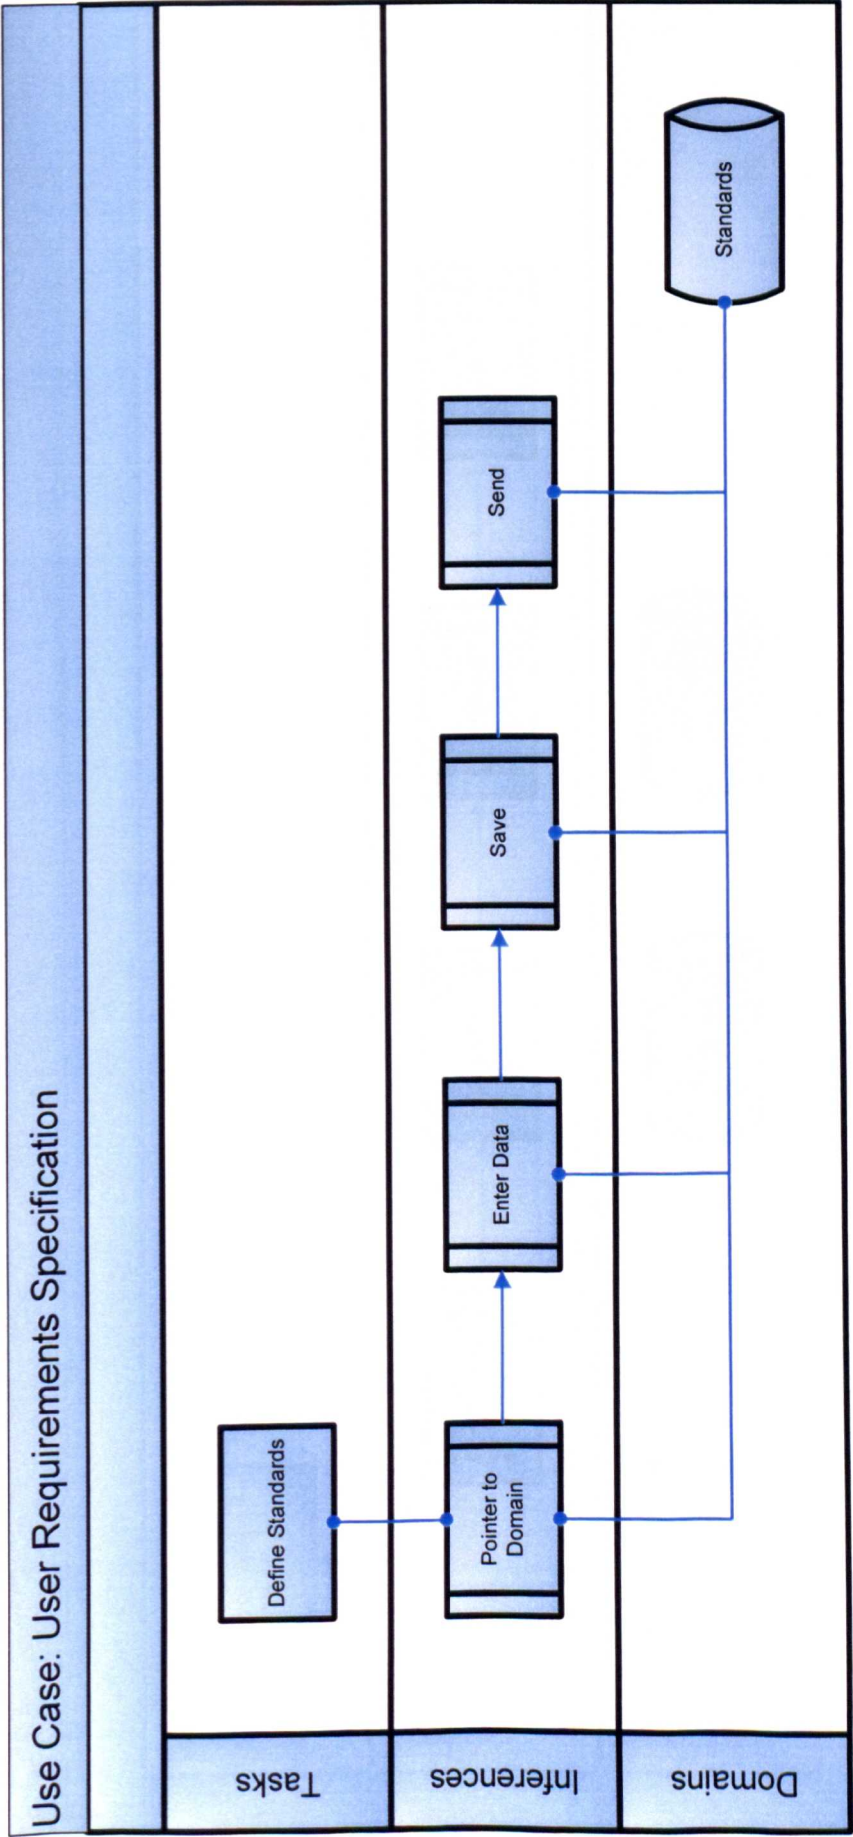 Use Case: User Requirements Specification
Tasks
Define Standards
Inferences
Pointer to
Domain
Enter Data
Save
Send
Domains
Standards